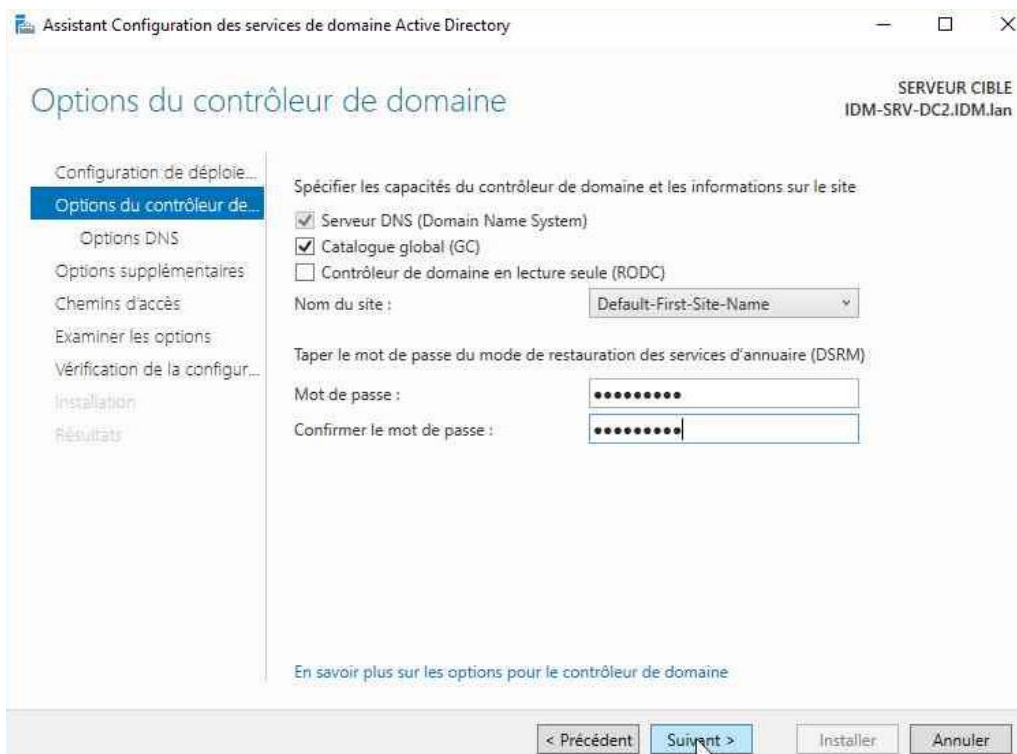 Assistant Configuration des services de domaine Active Directory
Options du contrôleur de domaine
SERVEUR CIBLE
IDM-SRV-DC2.IDM.lan
Configuration de déploie...
Options du contrôleur de...
Options DNS
Options supplémentaires
Chemins d'accès
Examiner les options
Vérification de la configur...
Installation
Résultats
Spécifier les capacités du contrôleur de domaine et les informations sur le site
Serveur DNS (Domain Name System)
Catalogue global (GC)
Contrôleur de domaine en lecture seule (RODC)
Nom du site : Default-First-Site-Name
Taper le mot de passe du mode de restauration des services d'annuaire (DSRM)
Mot de passe : •••••••••
Confirmer le mot de passe : •••••••••
En savoir plus sur les options pour le contrôleur de domaine
< Précédent Suivant > Installer Annuler